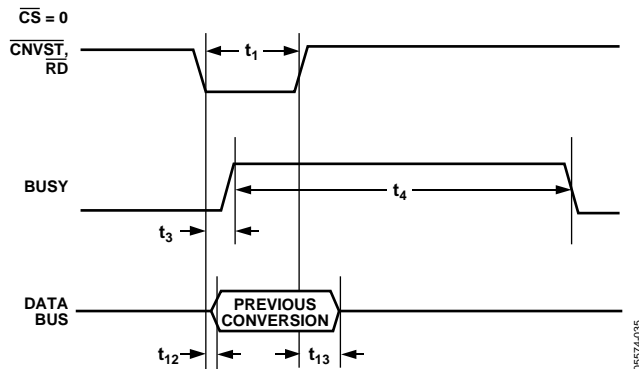 CS = 0
CNVST,
RD
t1
BUSY
t4
t3
DATA
BUS
PREVIOUS
CONVERSION
t12
t13
05574-035